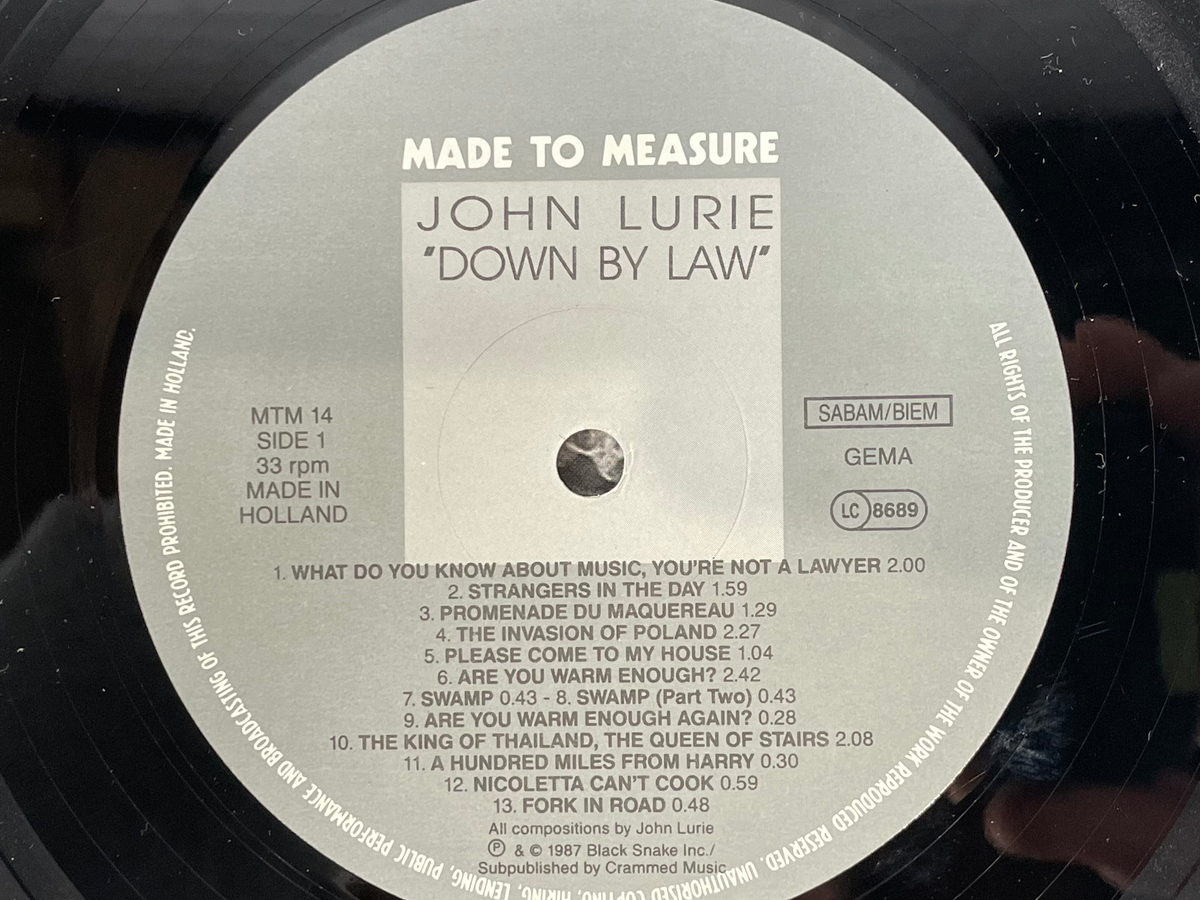 MADE TO MEASURE
JOHN LURIE
"DOWN BY LAW"
MTM 14
SIDE 1
33 rpm
MADE IN
HOLLAND
SABAM/BIEM
GEMA
LC 8689
1. WHAT DO YOU KNOW ABOUT MUSIC, YOU'RE NOT A LAWYER 2.00
2. STRANGERS IN THE DAY 1.59
3. PROMENADE DU MAQUEREAU 1.29
4. THE INVASION OF POLAND 2.27
5. PLEASE COME TO MY HOUSE 1.04
6. ARE YOU WARM ENOUGH? 2.42
7. SWAMP 0.43 - 8. SWAMP (Part Two) 0.43
9. ARE YOU WARM ENOUGH AGAIN? 0.28
10. THE KING OF THAILAND, THE QUEEN OF STAIRS 2.08
11. A HUNDRED MILES FROM HARRY 0.30
12. NICOLETTA CAN'T COOK 0.59
13. FORK IN ROAD 0.48
All compositions by John Lurie
℗ & © 1987 Black Snake Inc./
Subpublished by Crammed Music
ALL RIGHTS OF THE PRODUCER AND OF THE OWNER OF THE WORK REPRODUCED RESERVED. UNAUTHORISED COPYING, HIRING, LENDING, PUBLIC PERFORMANCE AND BROADCASTING OF THIS RECORD PROHIBITED. MADE IN HOLLAND.